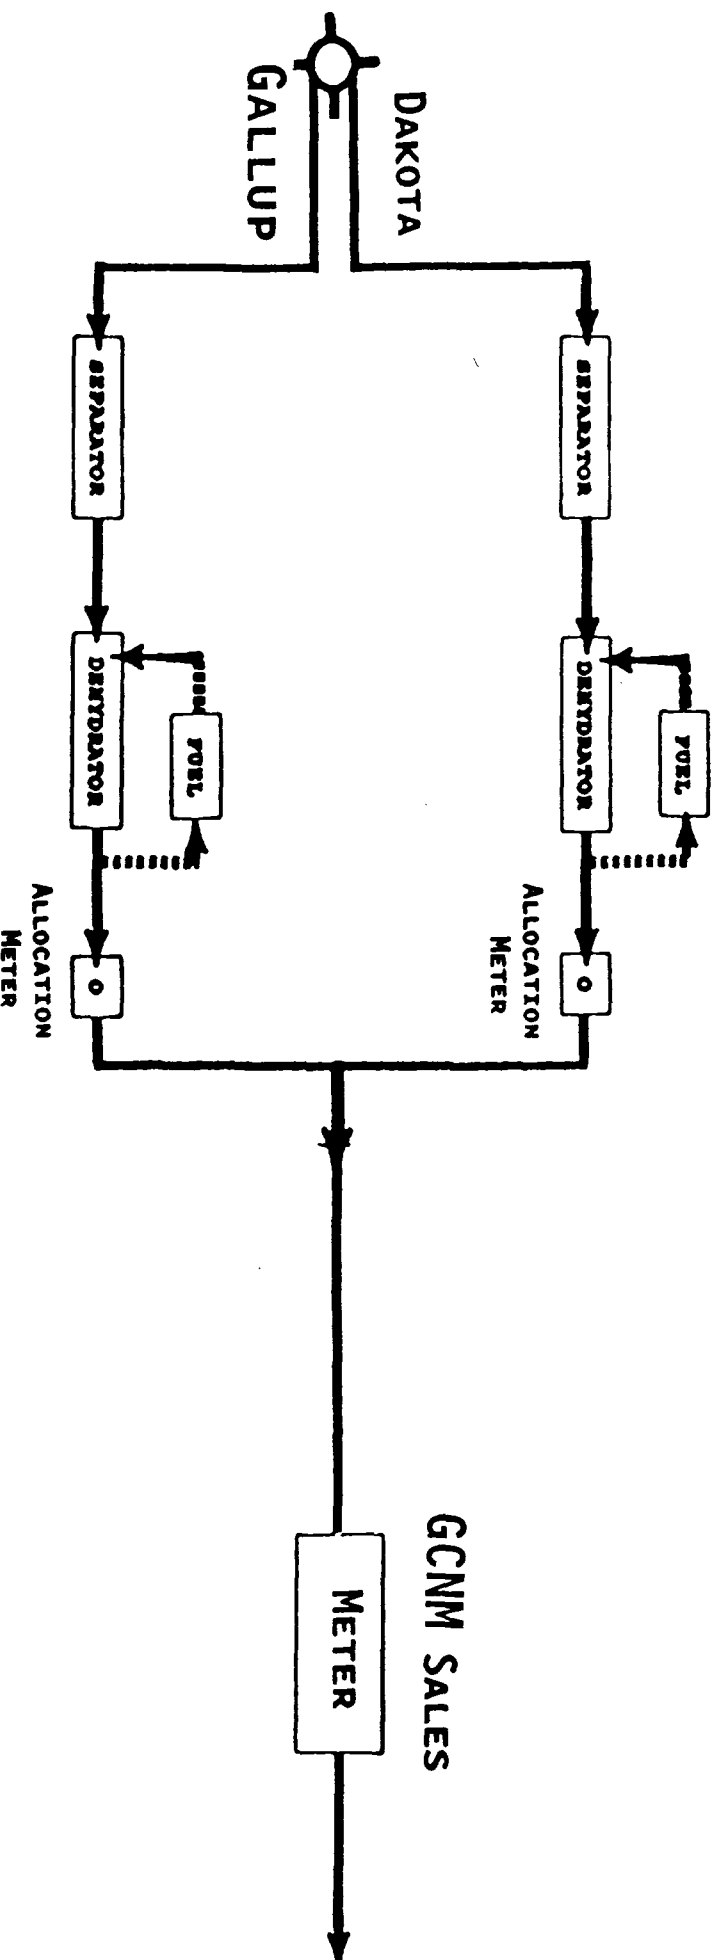 DAKOTA
GALLUP
SEPARATOR
DEHYDRATOR
FUEL
ALLOCATION
METER
O
SEPARATOR
DEHYDRATOR
FUEL
ALLOCATION
METER
O
GCNM SALES
METER